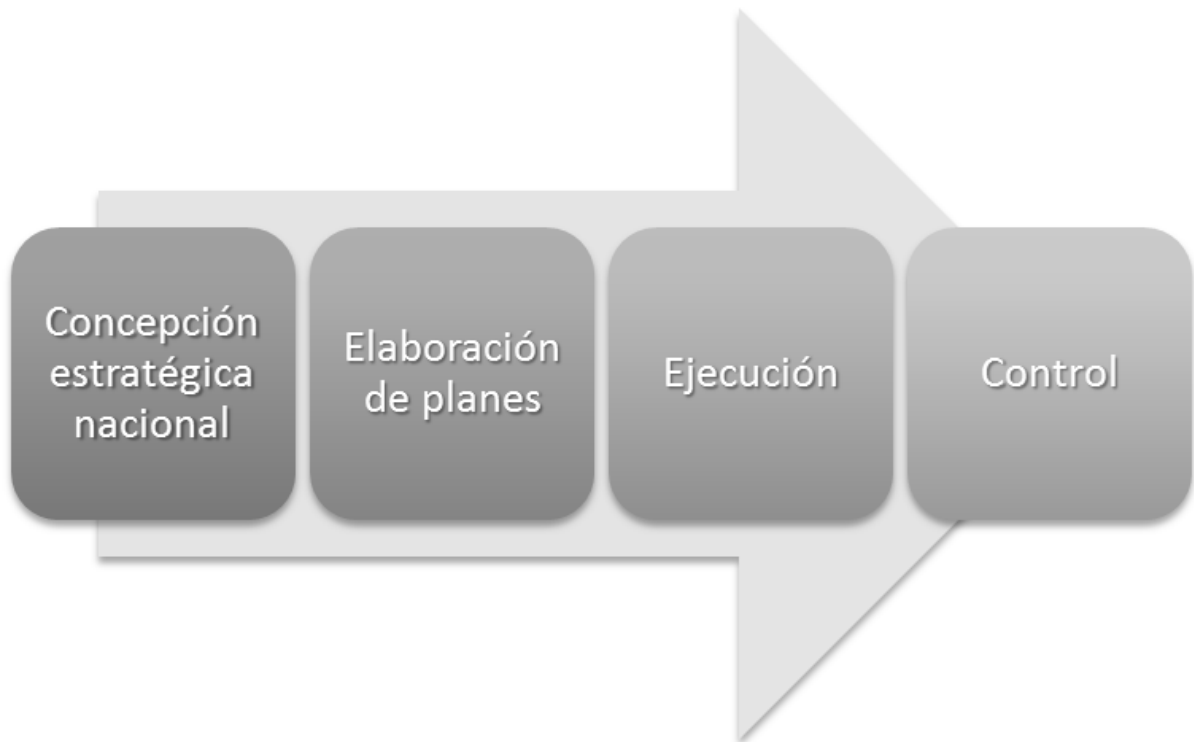 Concepción
estratégica
nacional
Elaboración
de planes
Ejecución
Control